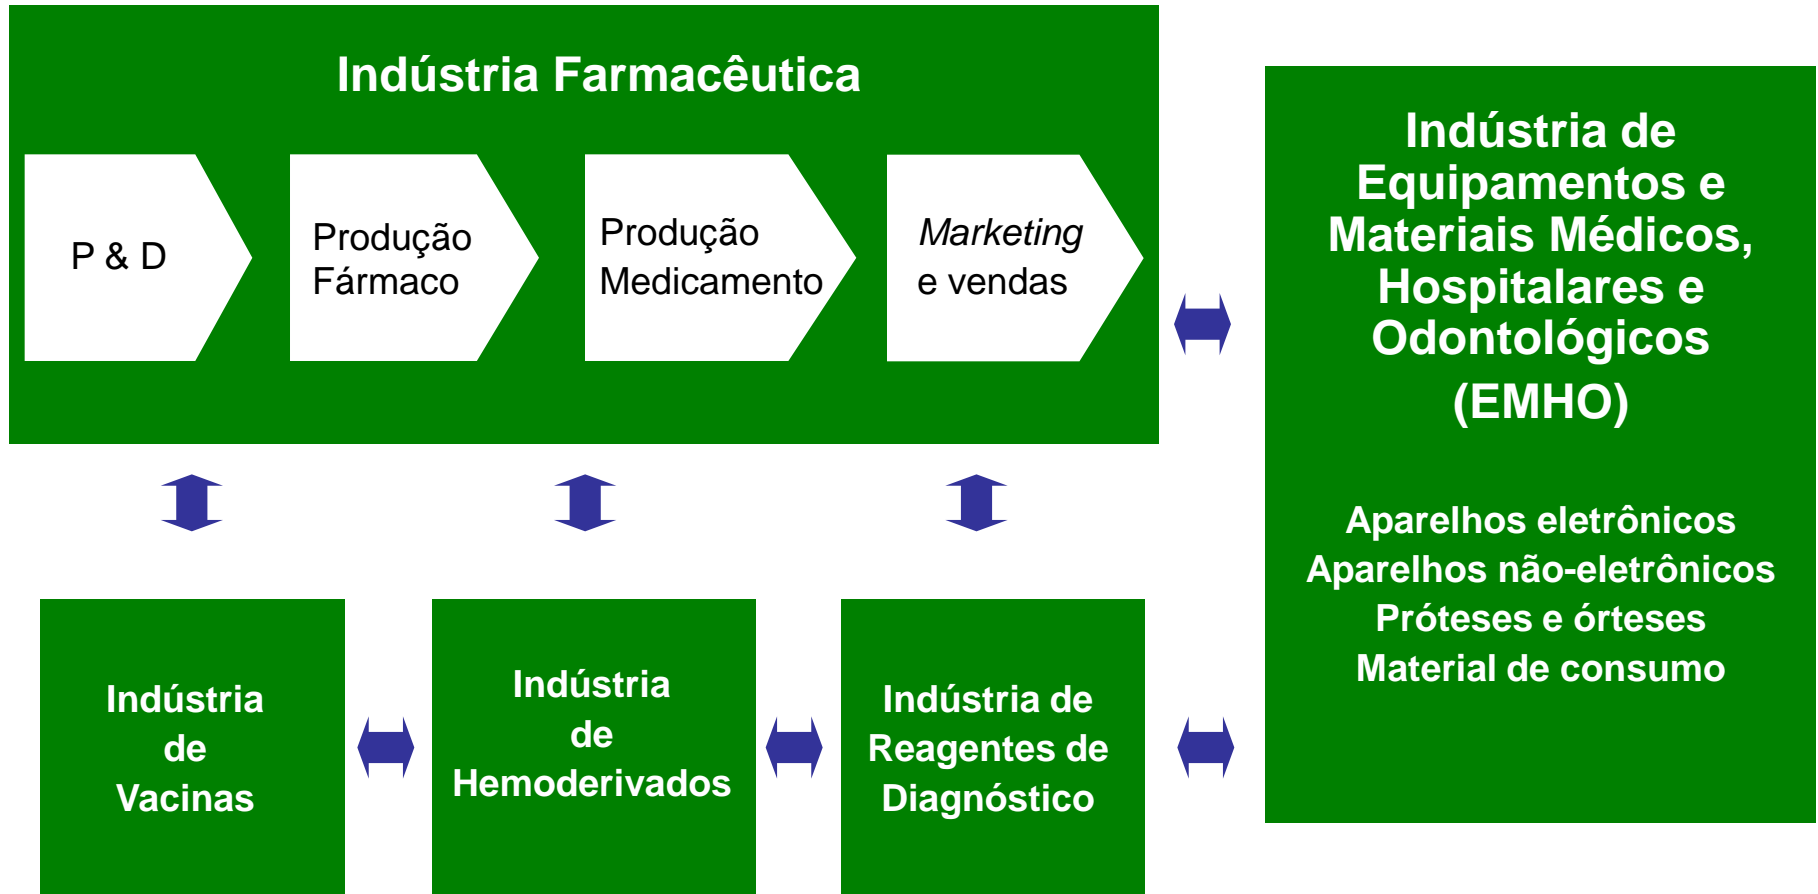 Indústria Farmacêutica
P & D
Produção
Fármaco
Produção
Medicamento
Marketing
e vendas
Indústria de
Equipamentos e
Materiais Médicos,
Hospitalares e
Odontológicos
(EMHO)
Aparelhos eletrônicos
Aparelhos não-eletrônicos
Próteses e órteses
Material de consumo
Indústria
de
Vacinas
Indústria
de
Hemoderivados
Indústria de
Reagentes de
Diagnóstico